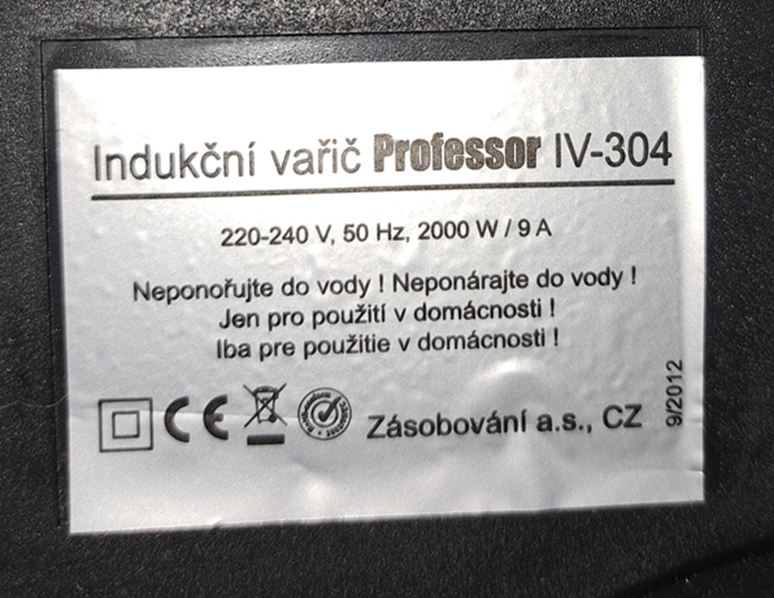 Indukční vařič Professor IV-304
220-240 V, 50 Hz, 2000 W / 9 A
Neponořujte do vody ! Neponárajte do vody !
Jen pro použití v domácnosti !
Iba pre použitie v domácnosti !
CE
Zásobování a.s., CZ
9/2012